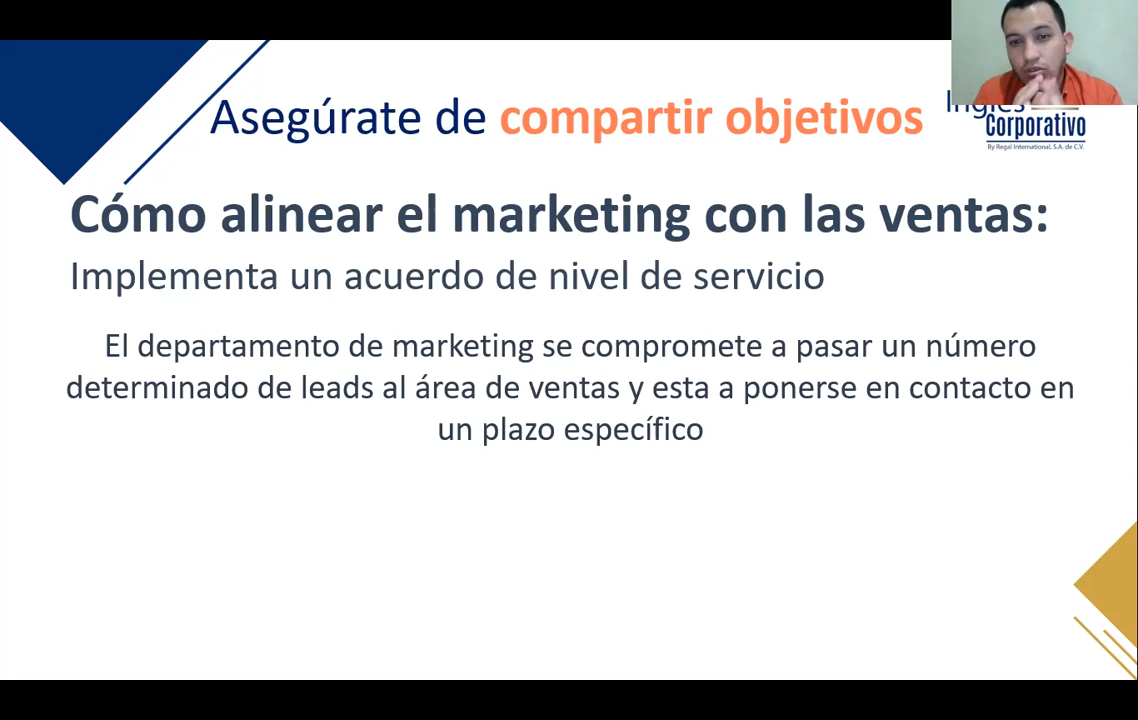 Asegúrate de compartir objetivos
Inglés
Corporativo
By Regal International, S.A. de C.V.
Cómo alinear el marketing con las ventas:
Implementa un acuerdo de nivel de servicio
El departamento de marketing se compromete a pasar un número
determinado de leads al área de ventas y esta a ponerse en contacto en
un plazo específico